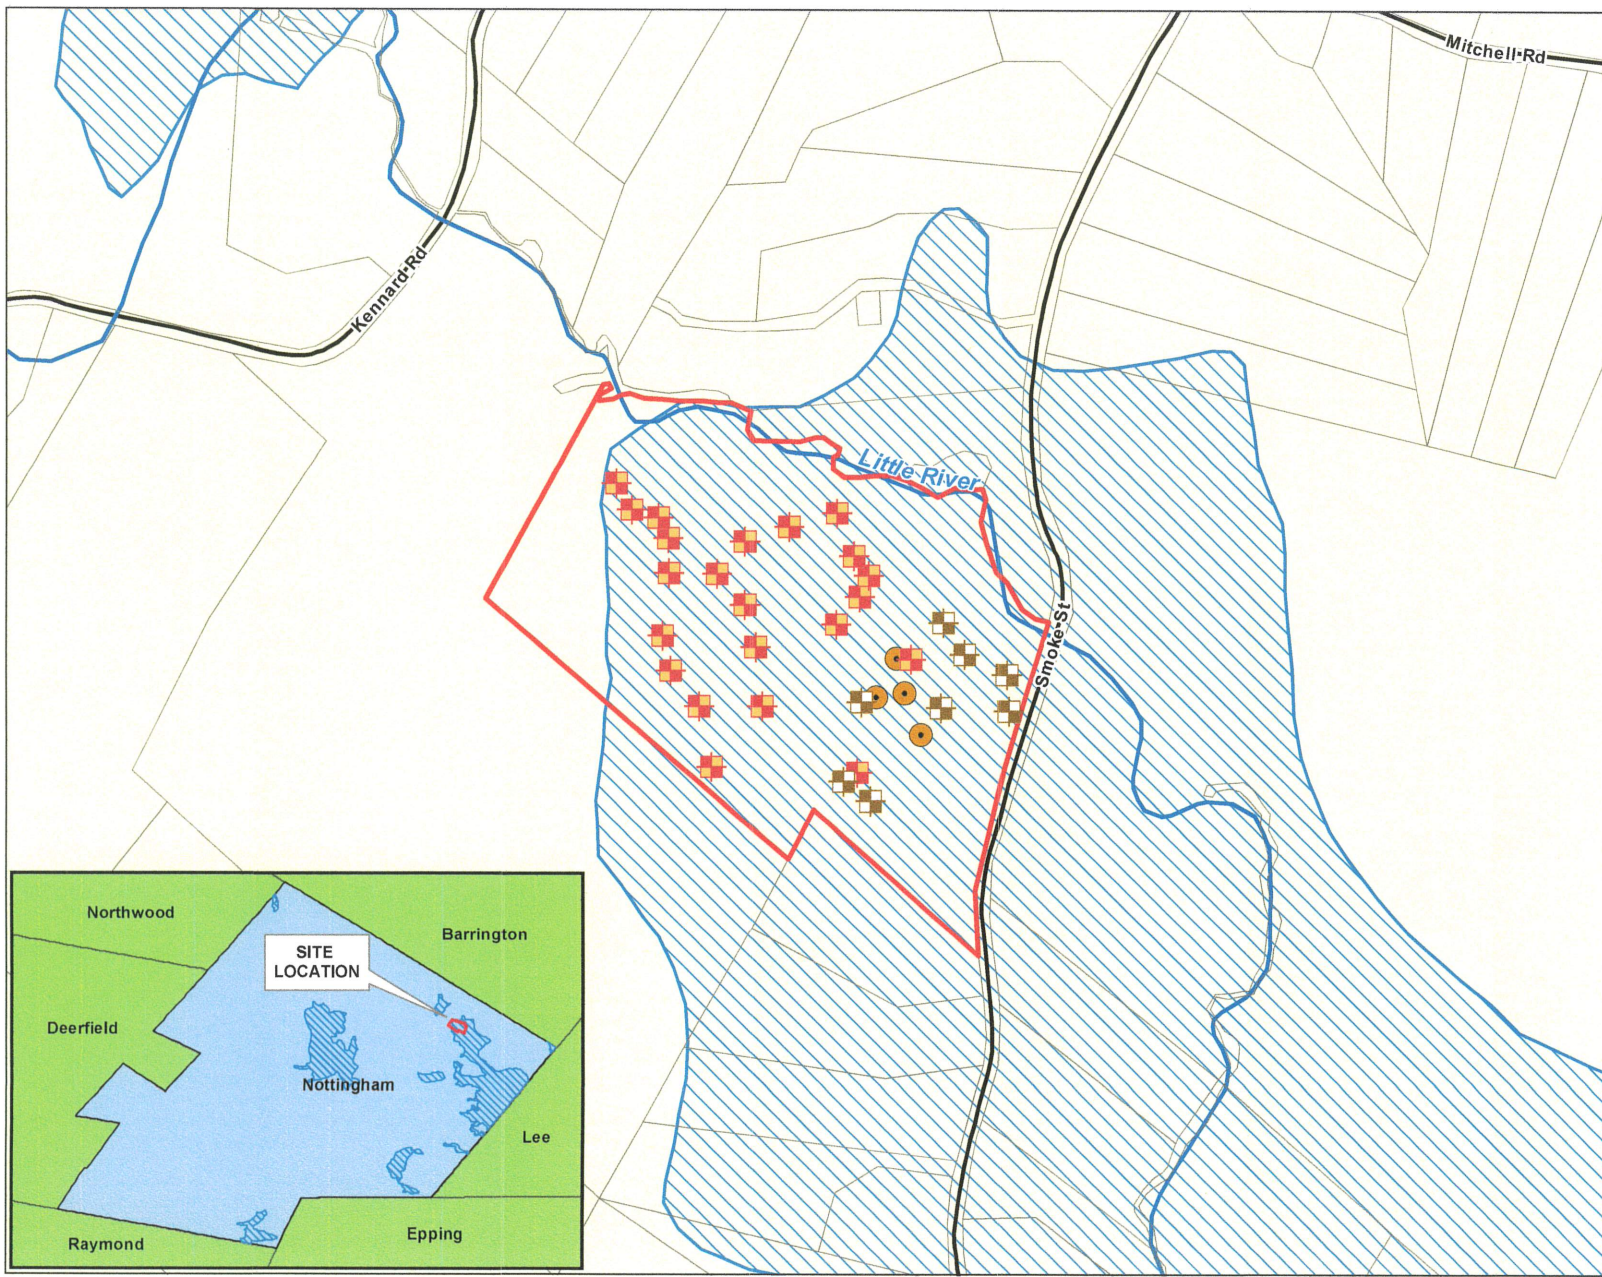 Mitchell Rd
Kennard Rd
Little River
Smoke St
Northwood
Barrington
SITE
LOCATION
Deerfield
Nottingham
Lee
Epping
Raymond